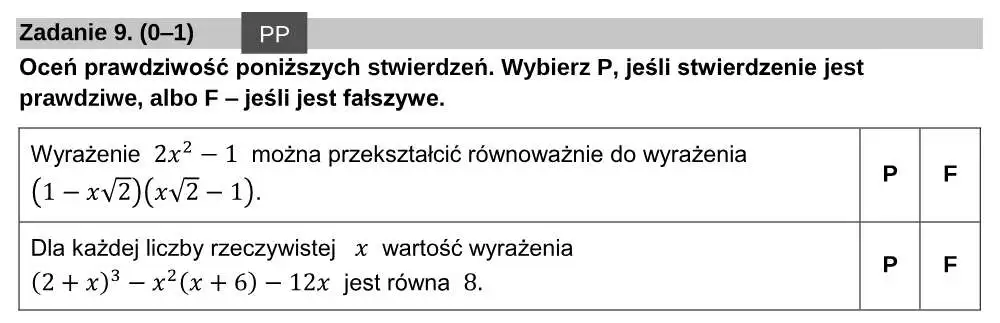 Zadanie 9. (0–1) PP
Oceń prawdziwość poniższych stwierdzeń. Wybierz P, jeśli stwierdzenie jest
prawdziwe, albo F – jeśli jest fałszywe.
Wyrażenie 2x² − 1 można przekształcić równoważnie do wyrażenia
(1 − x√2)(x√2 − 1).
P F
Dla każdej liczby rzeczywistej x wartość wyrażenia
(2 + x)³ − x²(x + 6) − 12x jest równa 8.
P F